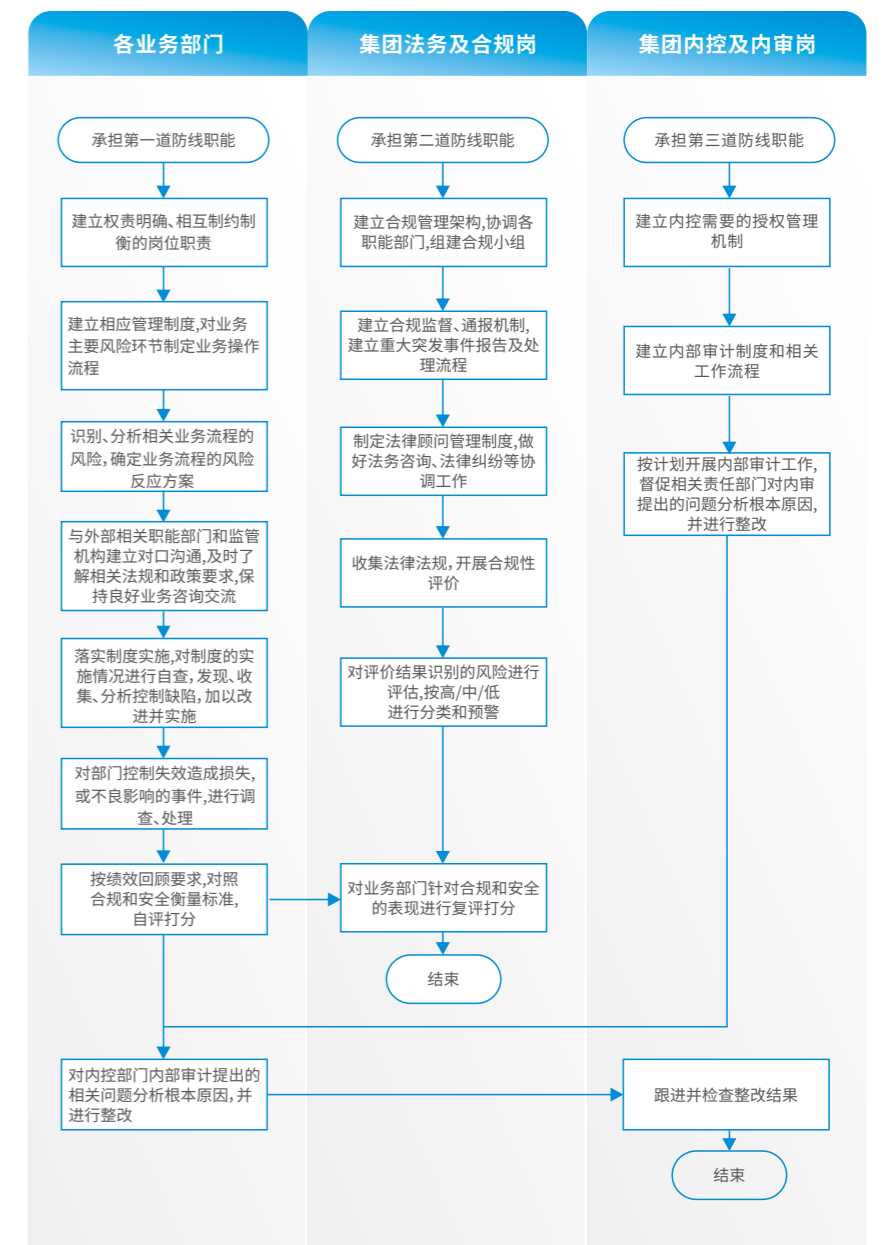 各业务部门
集团法务及合规岗
集团内控及内审岗
承担第一道防线职能
建立权责明确、相互制约制
衡的岗位职责
建立相应管理制度,对业务
主要风险环节制定业务操作
流程
识别、分析相关业务流程的
风险，确定业务流程的风险
反应方案
与外部相关职能部门和监管
机构建立对口沟通,及时了
解相关法规和政策要求,保
持良好业务咨询交流
落实制度实施,对制度的实
施情况进行自查，发现、收
集、分析控制缺陷，加以改
进并实施
对部门控制失效造成损失,
或不良影响的事件,进行调
查、处理
按绩效回顾要求,对照
合规和安全衡量标准,
自评打分
对内控部门内部审计提出的
相关问题分析根本原因，并
进行整改
承担第二道防线职能
建立合规管理架构,协调各
职能部门,组建合规小组
建立合规监督、通报机制,
建立重大突发事件报告及处
理流程
制定法律顾问管理制度,做
好法务咨询、法律纠纷等协
调工作
收集法律法规，开展合规性
评价
对评价结果识别的风险进行
评估,按高/中/低
进行分类和预警
对业务部门针对合规和安全
的表现进行复评打分
结束
承担第三道防线职能
建立内控需要的授权管理
机制
建立内部审计制度和相关
工作流程
按计划开展内部审计工作,
督促相关责任部门对内审
提出的问题分析根本原因,
并进行整改
跟进并检查整改结果
结束